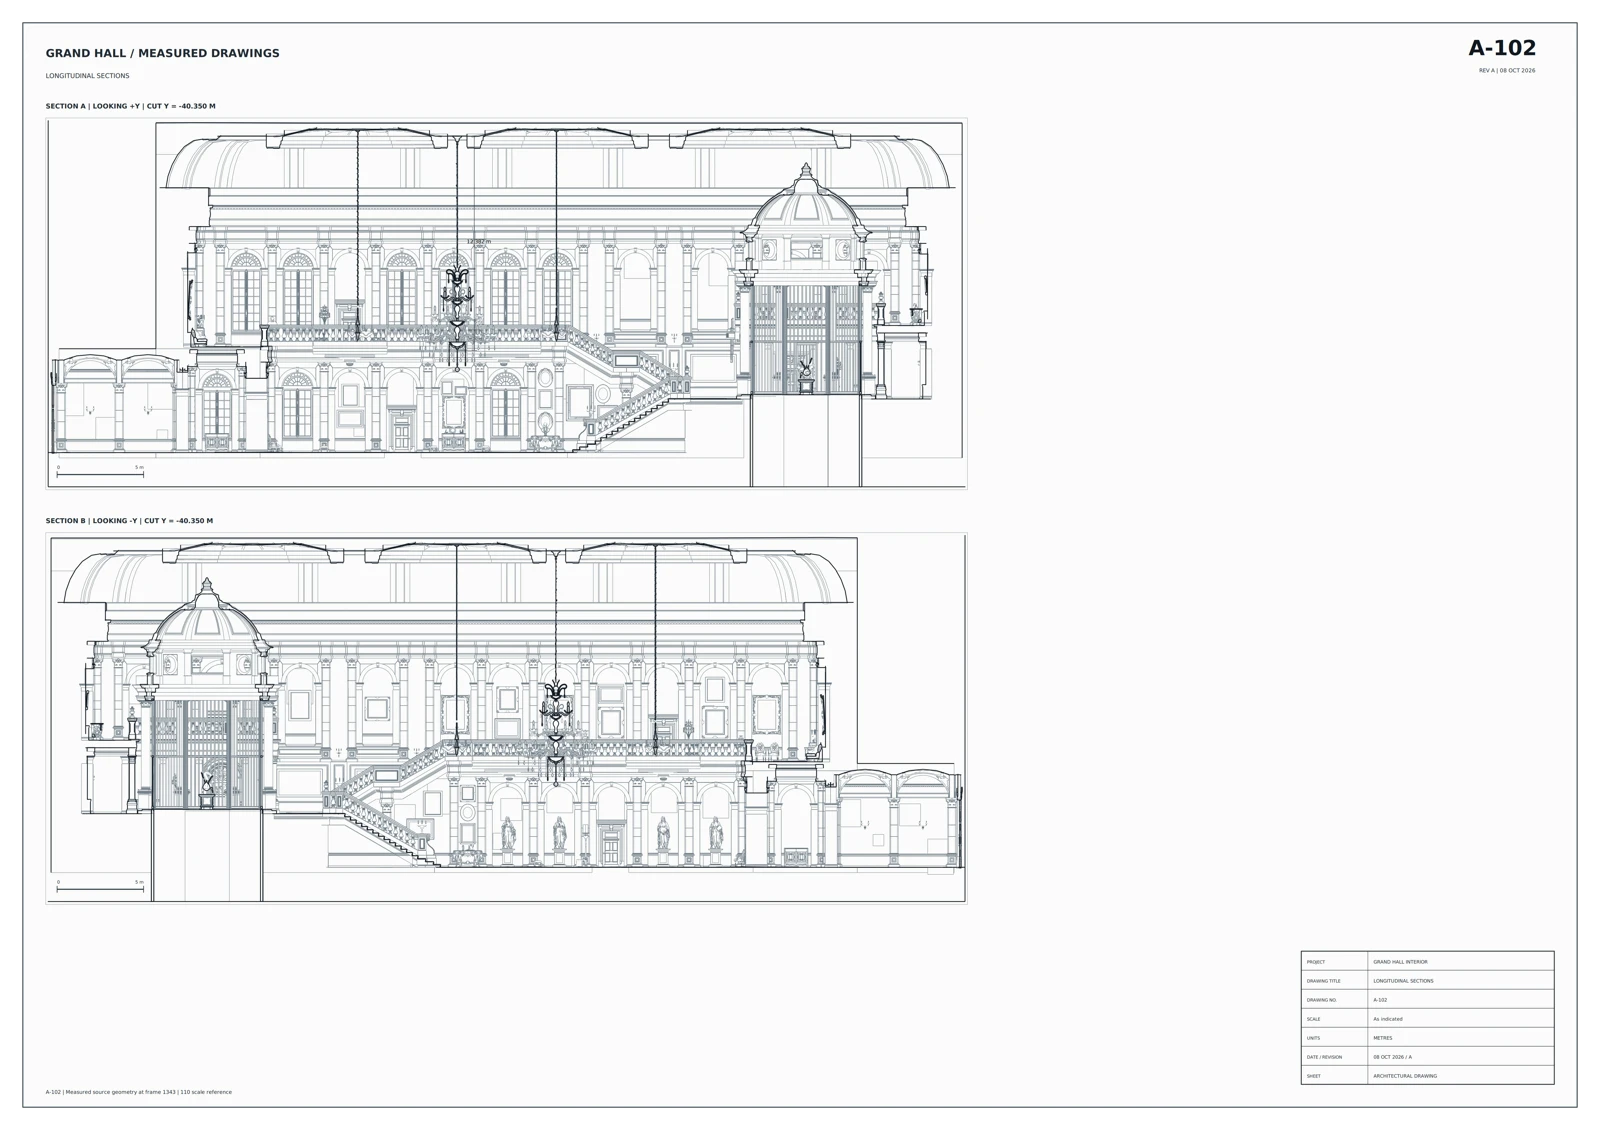 GRAND HALL / MEASURED DRAWINGS
A-102
LONGITUDINAL SECTIONS
REV A | 08 OCT 2026
SECTION A | LOOKING +Y | CUT Y = -40.350 M
0 5 m
SECTION B | LOOKING -Y | CUT Y = -40.350 M
0 5 m
PROJECT GRAND HALL INTERIOR
DRAWING TITLE LONGITUDINAL SECTIONS
DRAWING NO. A-102
SCALE As indicated
UNITS METRES
DATE / REVISION 08 OCT 2026 / A
SHEET ARCHITECTURAL DRAWING
A-102 | Measured source geometry at frame 1343 | 110 scale reference